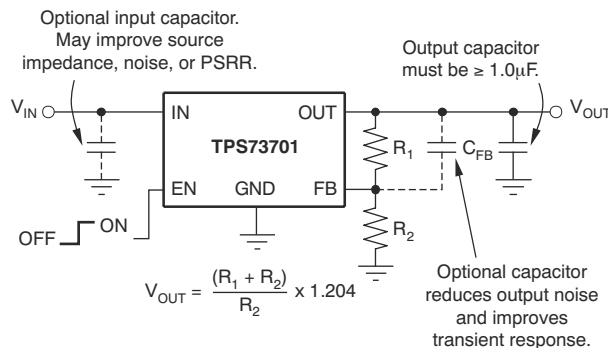 Optional input capacitor.
May improve source
impedance, noise, or PSRR.
Output capacitor
must be ≥ 1.0μF.
V_IN
IN
OUT
V_OUT
TPS73701
R_1
C_FB
EN
GND
FB
OFF
ON
R_2
V_OUT = (R_1 + R_2) / R_2 x 1.204
Optional capacitor
reduces output noise
and improves
transient response.